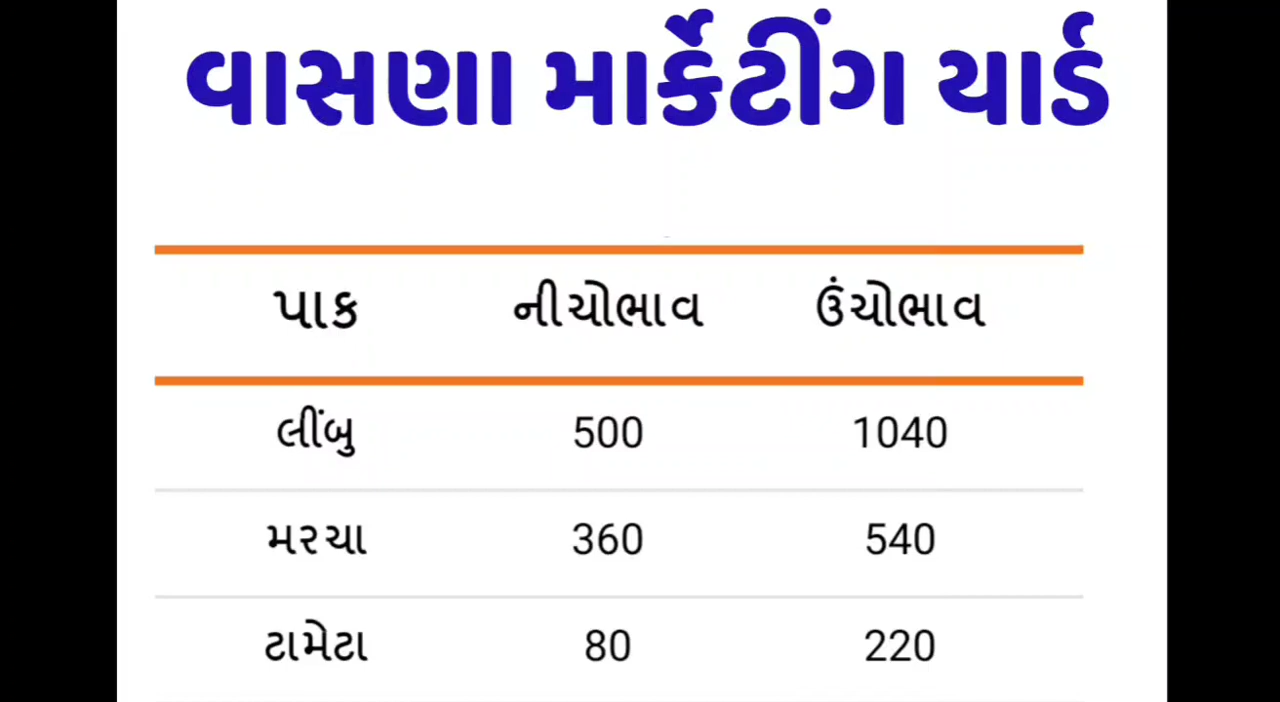 વાસણા માર્કેટીંગ યાર્ડ
પાક નીચોભાવ ઉંચોભાવ
લીંબુ 500 1040
મરચા 360 540
ટામેટા 80 220